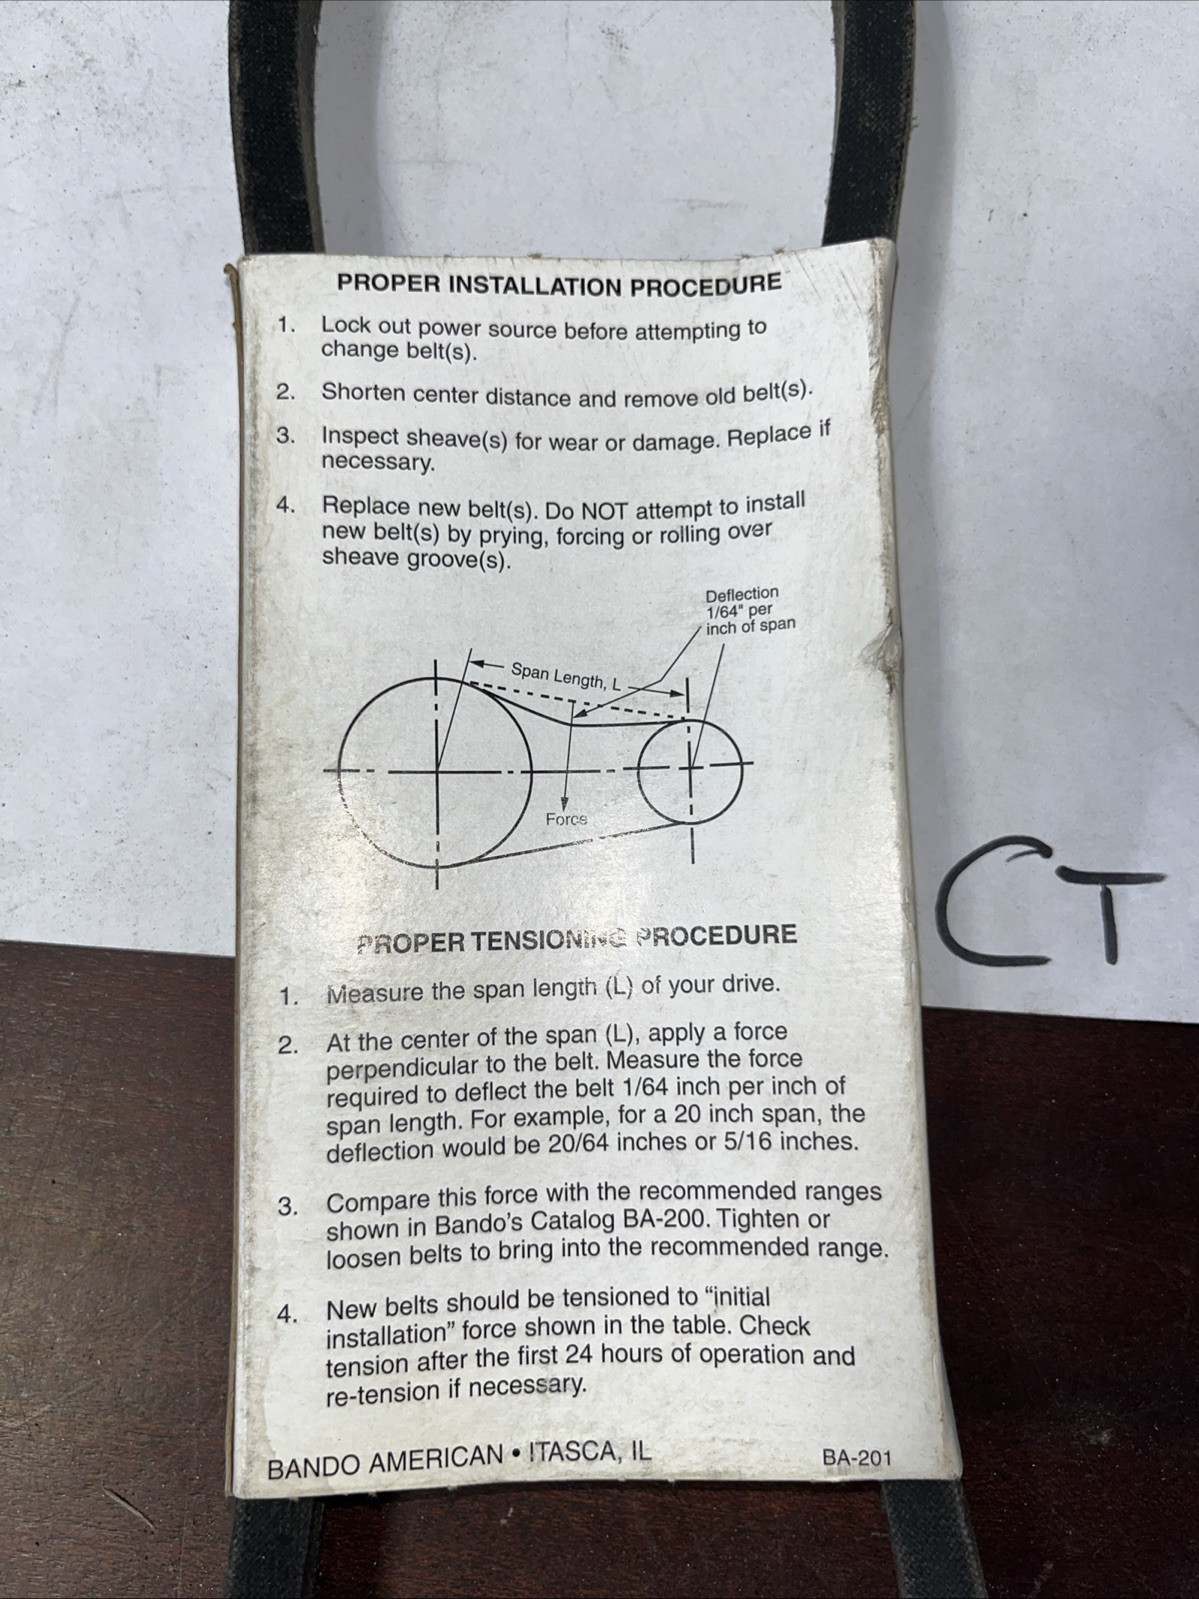 PROPER INSTALLATION PROCEDURE
1. Lock out power source before attempting to
change belt(s).
2. Shorten center distance and remove old belt(s).
3. Inspect sheave(s) for wear or damage. Replace if
necessary.
4. Replace new belt(s). Do NOT attempt to install
new belt(s) by prying, forcing or rolling over
sheave groove(s).
Deflection
1/64" per
inch of span
Span Length, L
Force
CT
PROPER TENSIONING PROCEDURE
1. Measure the span length (L) of your drive.
2. At the center of the span (L), apply a force
perpendicular to the belt. Measure the force
required to deflect the belt 1/64 inch per inch of
span length. For example, for a 20 inch span, the
deflection would be 20/64 inches or 5/16 inches.
3. Compare this force with the recommended ranges
shown in Bando's Catalog BA-200. Tighten or
loosen belts to bring into the recommended range.
4. New belts should be tensioned to "initial
installation" force shown in the table. Check
tension after the first 24 hours of operation and
re-tension if necessary.
BANDO AMERICAN • ITASCA, IL
BA-201